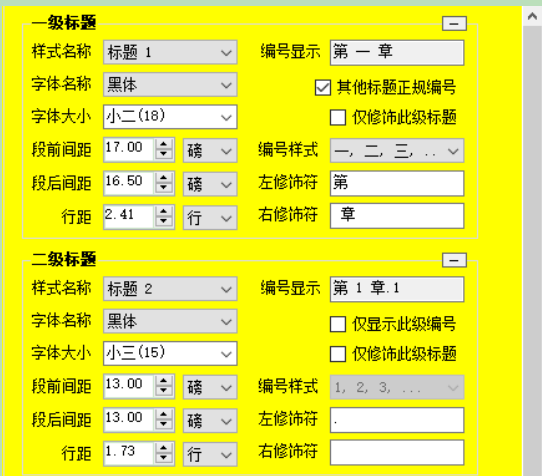 一级标题
样式名称 标题 1 编号显示 第 一 章
字体名称 黑体 其他标题正规编号
字体大小 小二(18) 仅修饰此级标题
段前间距 17.00 磅 编号样式 一, 二, 三, ..
段后间距 16.50 磅 左修饰符 第
行距 2.41 行 右修饰符 章
二级标题
样式名称 标题 2 编号显示 第 1 章.1
字体名称 黑体 仅显示此级编号
字体大小 小三(15) 仅修饰此级标题
段前间距 13.00 磅 编号样式 1, 2, 3, ...
段后间距 13.00 磅 左修饰符 .
行距 1.73 行 右修饰符